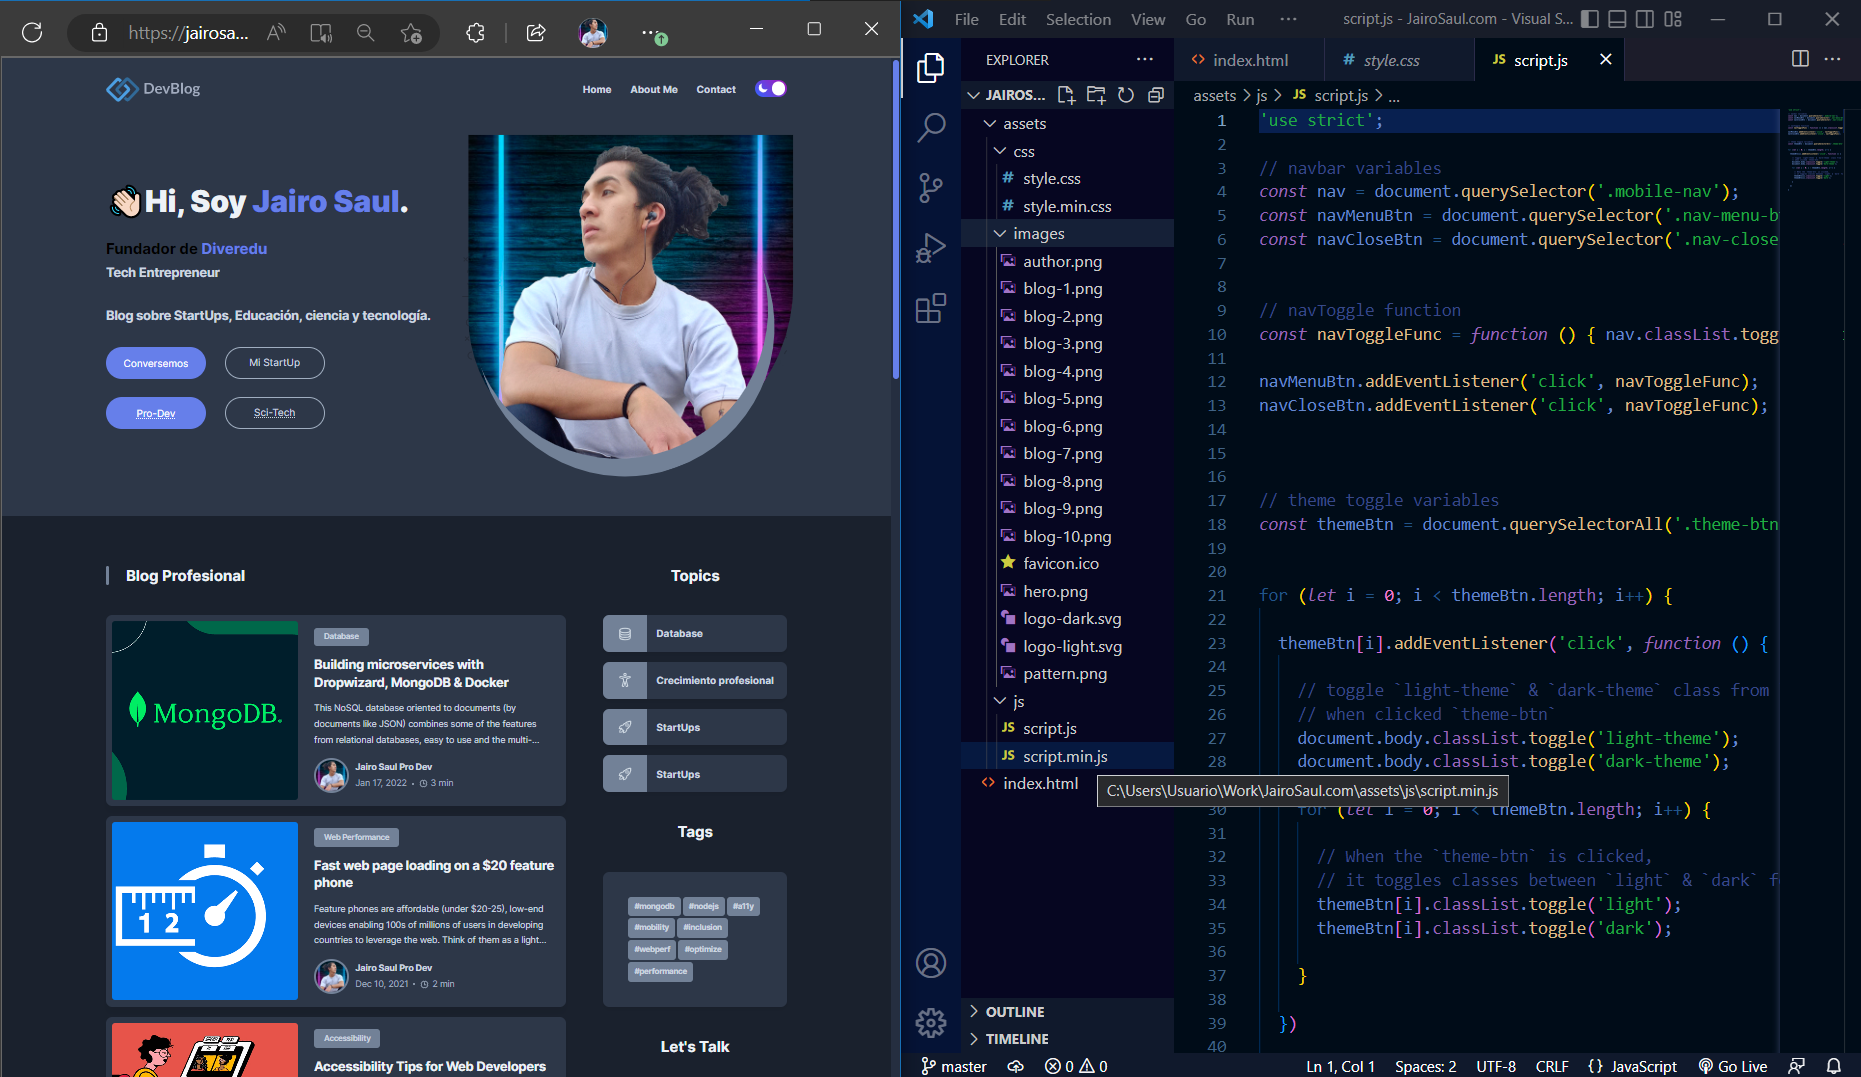 https://jairosa...
DevBlog
Home
About Me
Contact
Hi, Soy Jairo Saul.
Fundador de Diveredu
Tech Entrepreneur
Blog sobre StartUps, Educación, ciencia y tecnología.
Conversemos
Mi StartUp
Pro-Dev
Sci-Tech
Blog Profesional
MongoDB.
Database
Building microservices with
Dropwizard, MongoDB & Docker
This NoSQL database oriented to documents (by
documents like JSON) combines some of the features
from relational databases, easy to use and the multi-...
Jairo Saul Pro Dev
Jan 17, 2022 • 3 min
1 2
Web Performance
Fast web page loading on a $20 feature
phone
Feature phones are affordable (under $20-25), low-end
devices enabling 100s of millions of users in developing
countries to leverage the web. Think of them as a light...
Jairo Saul Pro Dev
Dec 10, 2021 • 2 min
Accessibility
Accessibility Tips for Web Developers
Topics
Database
Crecimiento profesional
StartUps
StartUps
Tags
#mongodb #nodejs #a11y
#mobility #inclusion
#webperf #optimize
#performance
Let's Talk
File Edit Selection View Go Run ···
script.js - JairoSaul.com - Visual S...
EXPLORER
JAIROS...
assets
css
style.css
style.min.css
images
author.png
blog-1.png
blog-2.png
blog-3.png
blog-4.png
blog-5.png
blog-6.png
blog-7.png
blog-8.png
blog-9.png
blog-10.png
favicon.ico
hero.png
logo-dark.svg
logo-light.svg
pattern.png
js
JS script.js
JS script.min.js
index.html
C:\Users\Usuario\Work\JairoSaul.com\assets\js\script.min.js
OUTLINE
TIMELINE
index.html
# style.css
JS script.js
assets > js > JS script.js > ...
1 'use strict';
2
3 // navbar variables
4 const nav = document.querySelector('.mobile-nav');
5 const navMenuBtn = document.querySelector('.nav-menu-b
6 const navCloseBtn = document.querySelector('.nav-close
7
8
9 // navToggle function
10 const navToggleFunc = function () { nav.classList.togg
11
12 navMenuBtn.addEventListener('click', navToggleFunc);
13 navCloseBtn.addEventListener('click', navToggleFunc);
14
15
16
17 // theme toggle variables
18 const themeBtn = document.querySelectorAll('.theme-btn
19
20
21 for (let i = 0; i < themeBtn.length; i++) {
22
23 themeBtn[i].addEventListener('click', function () {
24
25 // toggle `light-theme` & `dark-theme` class from
26 // when clicked `theme-btn`
27 document.body.classList.toggle('light-theme');
28 document.body.classList.toggle('dark-theme');
30 for (let i = 0; i < themeBtn.length; i++) {
31
32 // When the `theme-btn` is clicked,
33 // it toggles classes between `light` & `dark` f
34 themeBtn[i].classList.toggle('light');
35 themeBtn[i].classList.toggle('dark');
36
37 }
38
39 })
40
master
0 0
Ln 1, Col 1
Spaces: 2
UTF-8
CRLF
{} JavaScript
Go Live